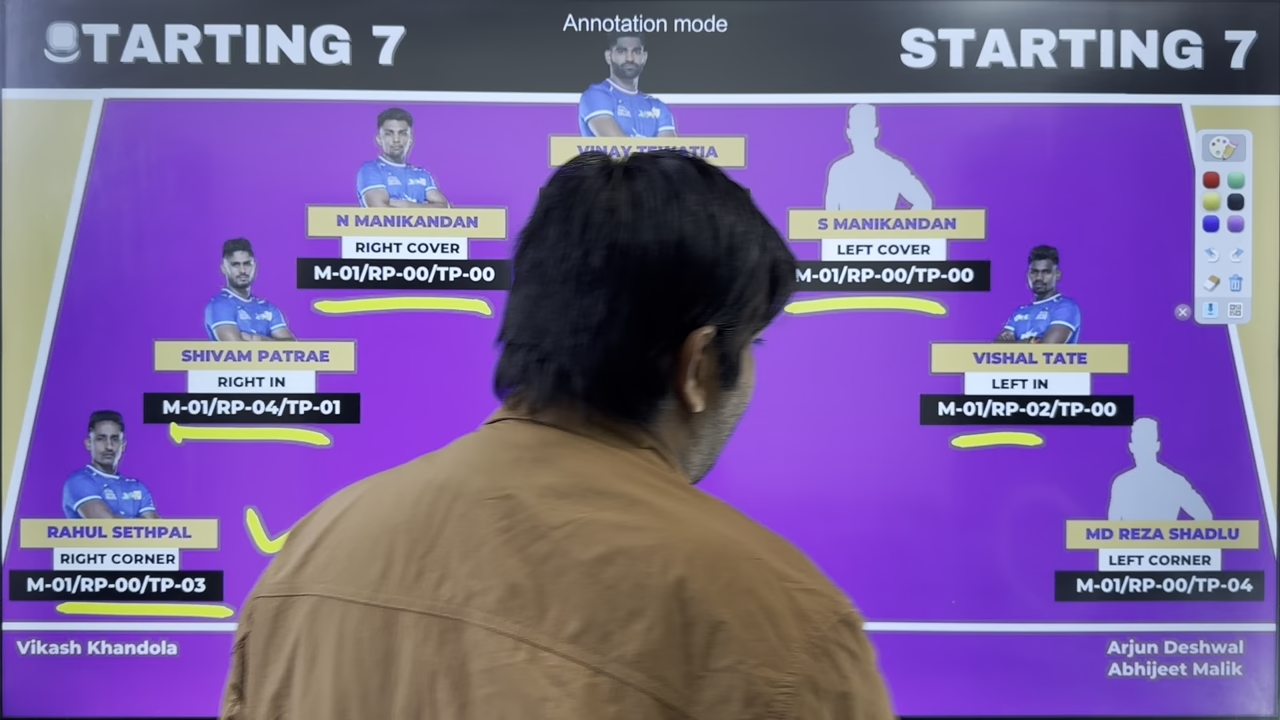 STARTING 7
Annotation mode
STARTING 7
VINAY TEWATIA
N MANIKANDAN
RIGHT COVER
M-01/RP-00/TP-00
S MANIKANDAN
LEFT COVER
M-01/RP-00/TP-00
SHIVAM PATRAE
RIGHT IN
M-01/RP-04/TP-01
VISHAL TATE
LEFT IN
M-01/RP-02/TP-00
RAHUL SETHPAL
RIGHT CORNER
M-01/RP-00/TP-03
MD REZA SHADLU
LEFT CORNER
M-01/RP-00/TP-04
Vikash Khandola
Arjun Deshwal
Abhijeet Malik